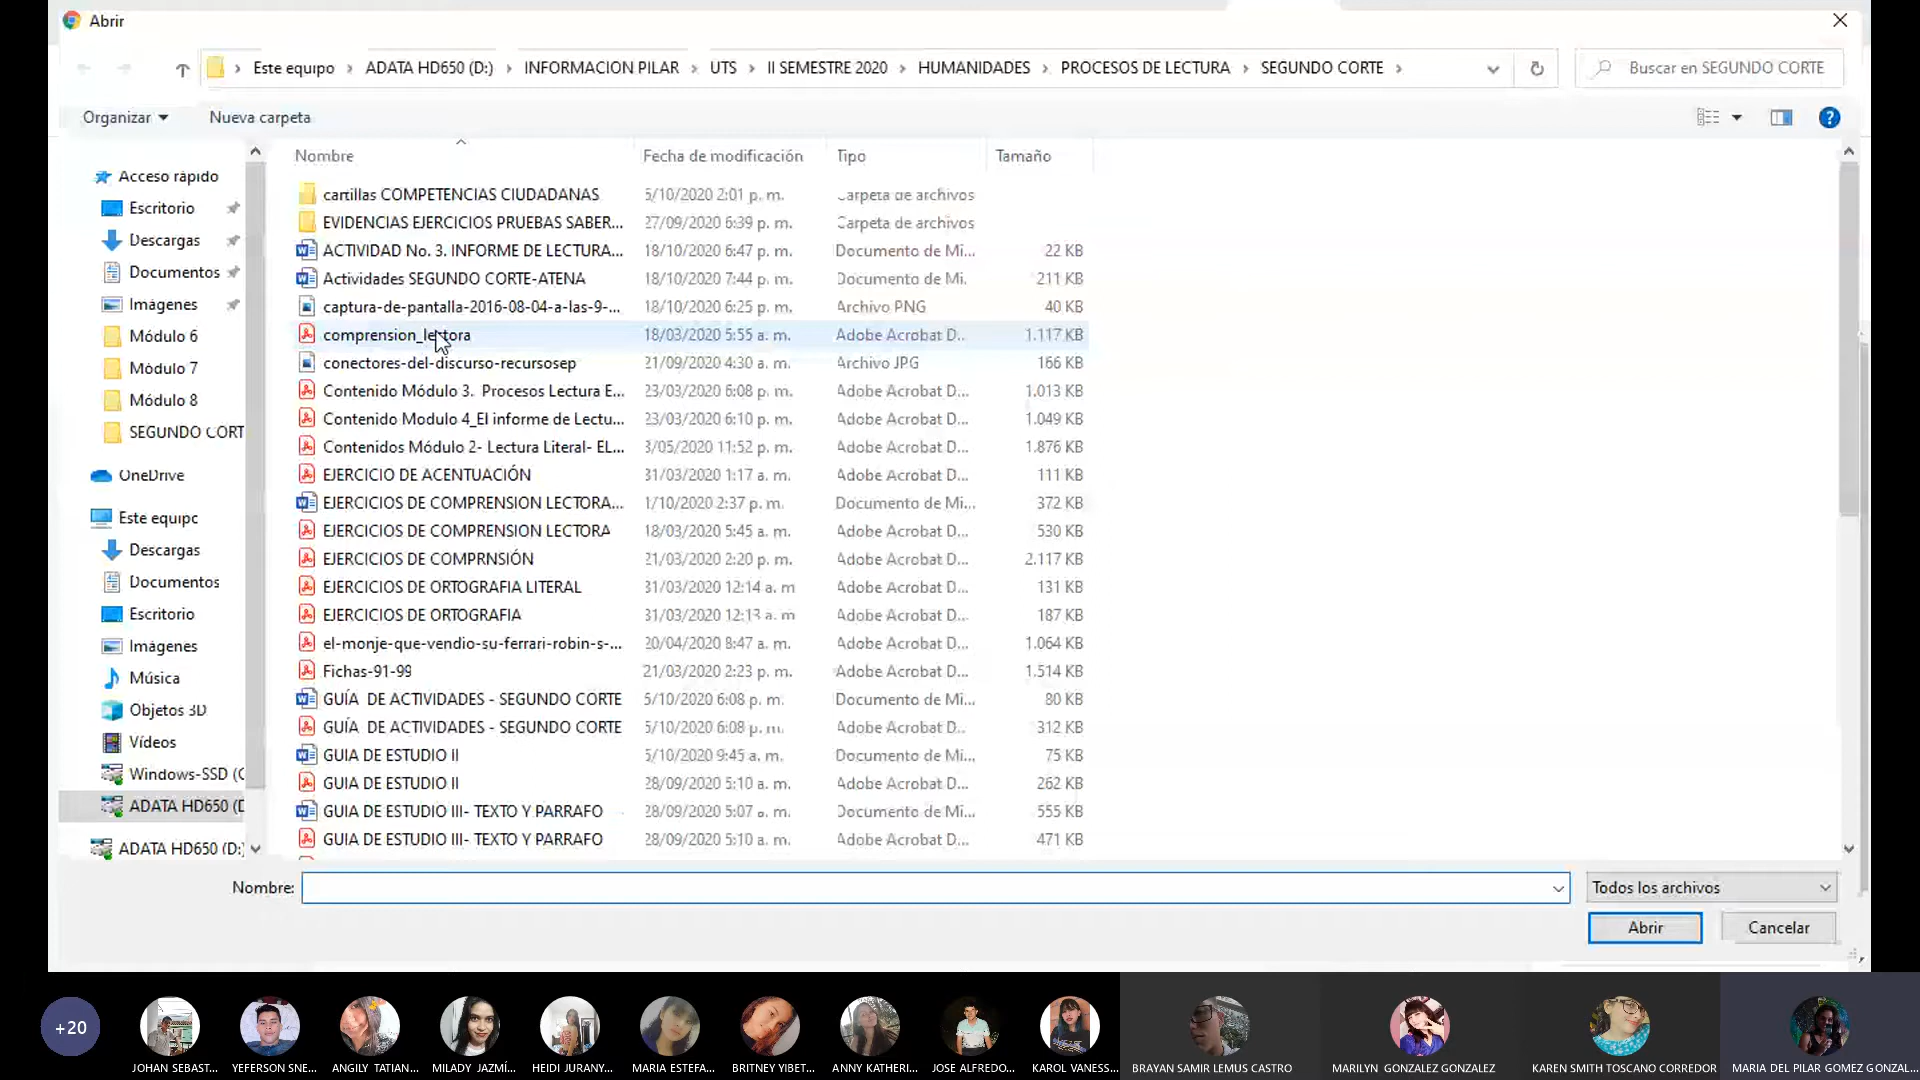 Abrir
Este equipo > ADATA HD650 (D:) > INFORMACION PILAR > UTS > II SEMESTRE 2020 > HUMANIDADES > PROCESOS DE LECTURA > SEGUNDO CORTE >
Buscar en SEGUNDO CORTE
Organizar
Nueva carpeta
Acceso rápido
Escritorio
Descargas
Documentos
Imágenes
Módulo 6
Módulo 7
Módulo 8
SEGUNDO CORT
OneDrive
Este equipo
Descargas
Documentos
Escritorio
Imágenes
Música
Objetos 3D
Vídeos
Windows-SSD (C
ADATA HD650 (D
ADATA HD650 (D:)
Nombre Fecha de modificación Tipo Tamaño
cartillas COMPETENCIAS CIUDADANAS 5/10/2020 2:01 p. m. Carpeta de archivos
EVIDENCIAS EJERCICIOS PRUEBAS SABER... 27/09/2020 6:39 p. m. Carpeta de archivos
ACTIVIDAD No. 3. INFORME DE LECTURA... 18/10/2020 6:47 p. m. Documento de Mi... 22 KB
Actividades SEGUNDO CORTE-ATENA 18/10/2020 7:44 p. m. Documento de Mi. 211 KB
captura-de-pantalla-2016-08-04-a-las-9-... 18/10/2020 6:25 p. m. Archivo PNG 40 KB
comprension_lectora 18/03/2020 5:55 a. m. Adobe Acrobat D... 1.117 KB
conectores-del-discurso-recursosep 21/09/2020 4:30 a. m. Archivo JPG 166 KB
Contenido Módulo 3. Procesos Lectura E... 23/03/2020 6:08 p. m. Adobe Acrobat D... 1.013 KB
Contenido Modulo 4_El informe de Lectu... 23/03/2020 6:10 p. m. Adobe Acrobat D... 1.049 KB
Contenidos Módulo 2- Lectura Literal- EL... 3/05/2020 11:52 p. m. Adobe Acrobat D... 1.876 KB
EJERCICIO DE ACENTUACIÓN 31/03/2020 1:17 a. m. Adobe Acrobat D... 111 KB
EJERCICIOS DE COMPRENSION LECTORA... 1/10/2020 2:37 p. m. Documento de Mi... 372 KB
EJERCICIOS DE COMPRENSION LECTORA 18/03/2020 5:45 a. m. Adobe Acrobat D... 530 KB
EJERCICIOS DE COMPRNSIÓN 21/03/2020 2:20 p. m. Adobe Acrobat D... 2.117 KB
EJERCICIOS DE ORTOGRAFIA LITERAL 31/03/2020 12:14 a. m Adobe Acrobat D... 131 KB
EJERCICIOS DE ORTOGRAFIA 31/03/2020 12:13 a. m Adobe Acrobat D... 187 KB
el-monje-que-vendio-su-ferrari-robin-s-... 20/04/2020 8:47 a. m. Adobe Acrobat D... 1.064 KB
Fichas-91-99 21/03/2020 2:23 p. m. Adobe Acrobat D... 1.514 KB
GUÍA DE ACTIVIDADES - SEGUNDO CORTE 5/10/2020 6:08 p. m. Documento de Mi... 80 KB
GUÍA DE ACTIVIDADES - SEGUNDO CORTE 5/10/2020 6:08 p. m. Adobe Acrobat D... 312 KB
GUIA DE ESTUDIO II 5/10/2020 9:45 a. m. Documento de Mi... 75 KB
GUIA DE ESTUDIO II 28/09/2020 5:10 a. m. Adobe Acrobat D... 262 KB
GUIA DE ESTUDIO III- TEXTO Y PARRAFO 28/09/2020 5:07 a. m. Documento de Mi... 555 KB
GUIA DE ESTUDIO III- TEXTO Y PARRAFO 28/09/2020 5:10 a. m. Adobe Acrobat D... 471 KB
Nombre:
Todos los archivos
Abrir
Cancelar
+20
JOHAN SEBAST...
YEFERSON SNE...
ANGILY TATIAN...
MILADY JAZMÍ...
HEIDI JURANY...
MARIA ESTEFA...
BRITNEY YIBET...
ANNY KATHERI...
JOSE ALFREDO...
KAROL VANESS...
BRAYAN SAMIR LEMUS CASTRO
MARILYN GONZALEZ GONZALEZ
KAREN SMITH TOSCANO CORREDOR
MARIA DEL PILAR GOMEZ GONZAL...